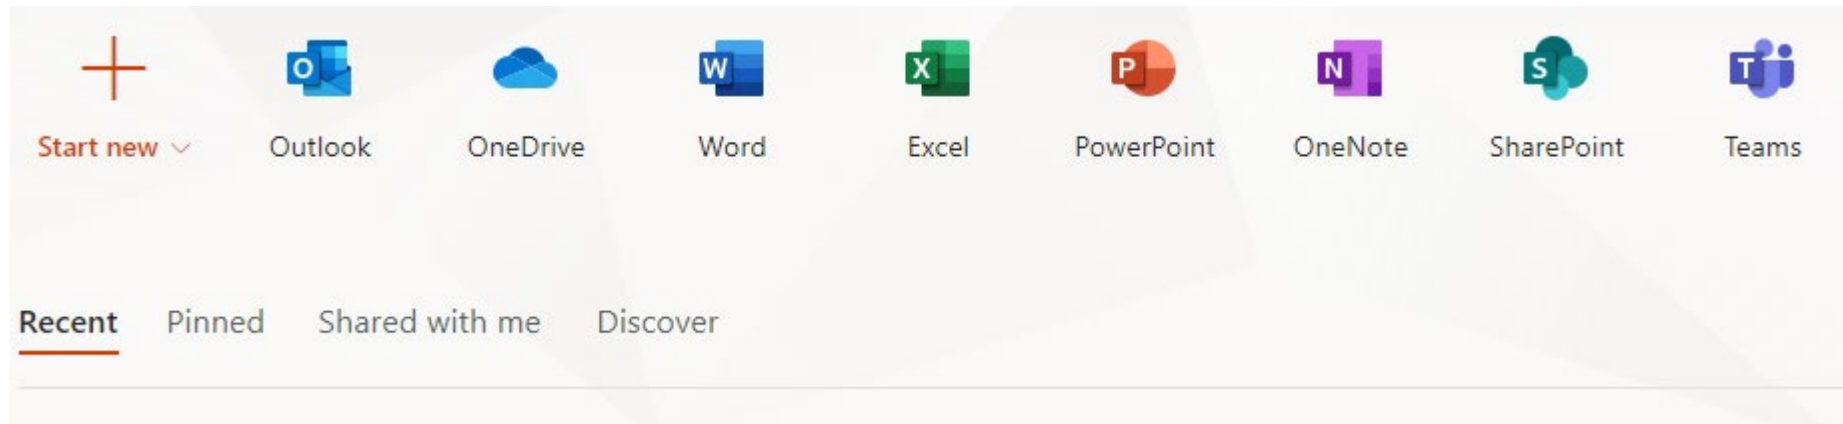 O W X P N S T
Start new Outlook OneDrive Word Excel PowerPoint OneNote SharePoint Teams
Recent Pinned Shared with me Discover